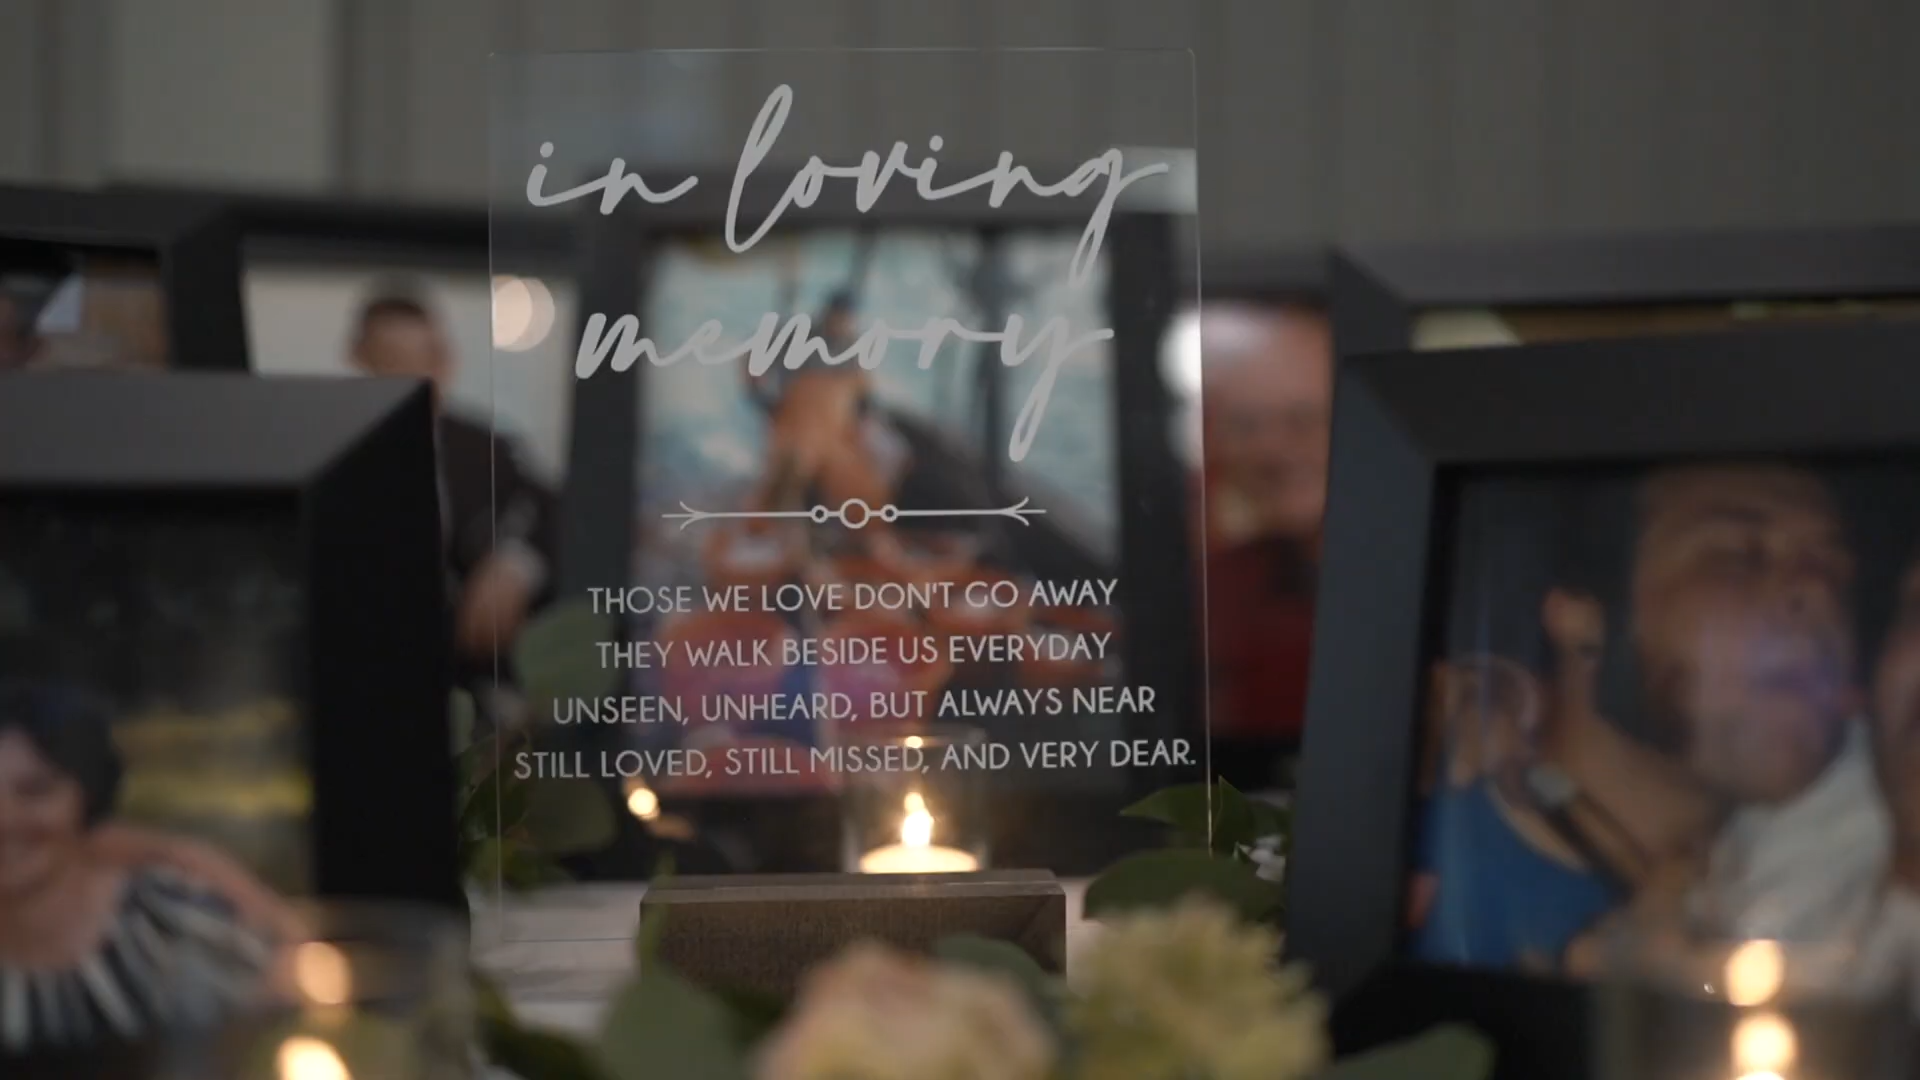 in loving
memory
THOSE WE LOVE DON'T GO AWAY
THEY WALK BESIDE US EVERYDAY
UNSEEN, UNHEARD, BUT ALWAYS NEAR
STILL LOVED, STILL MISSED, AND VERY DEAR.